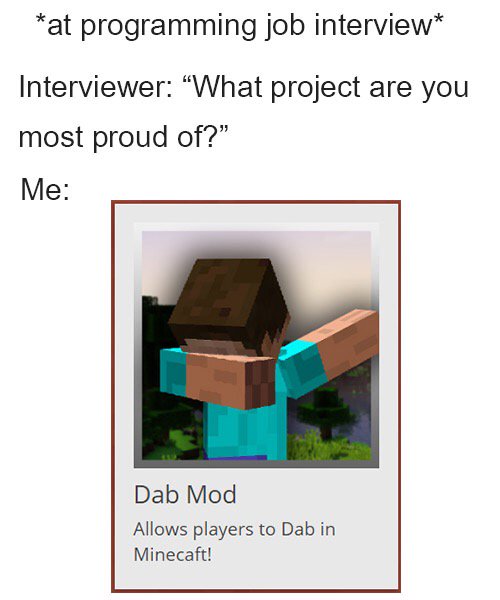 *at programming job interview*
Interviewer: “What project are you
most proud of?”
Me:
Dab Mod
Allows players to Dab in
Minecaft!